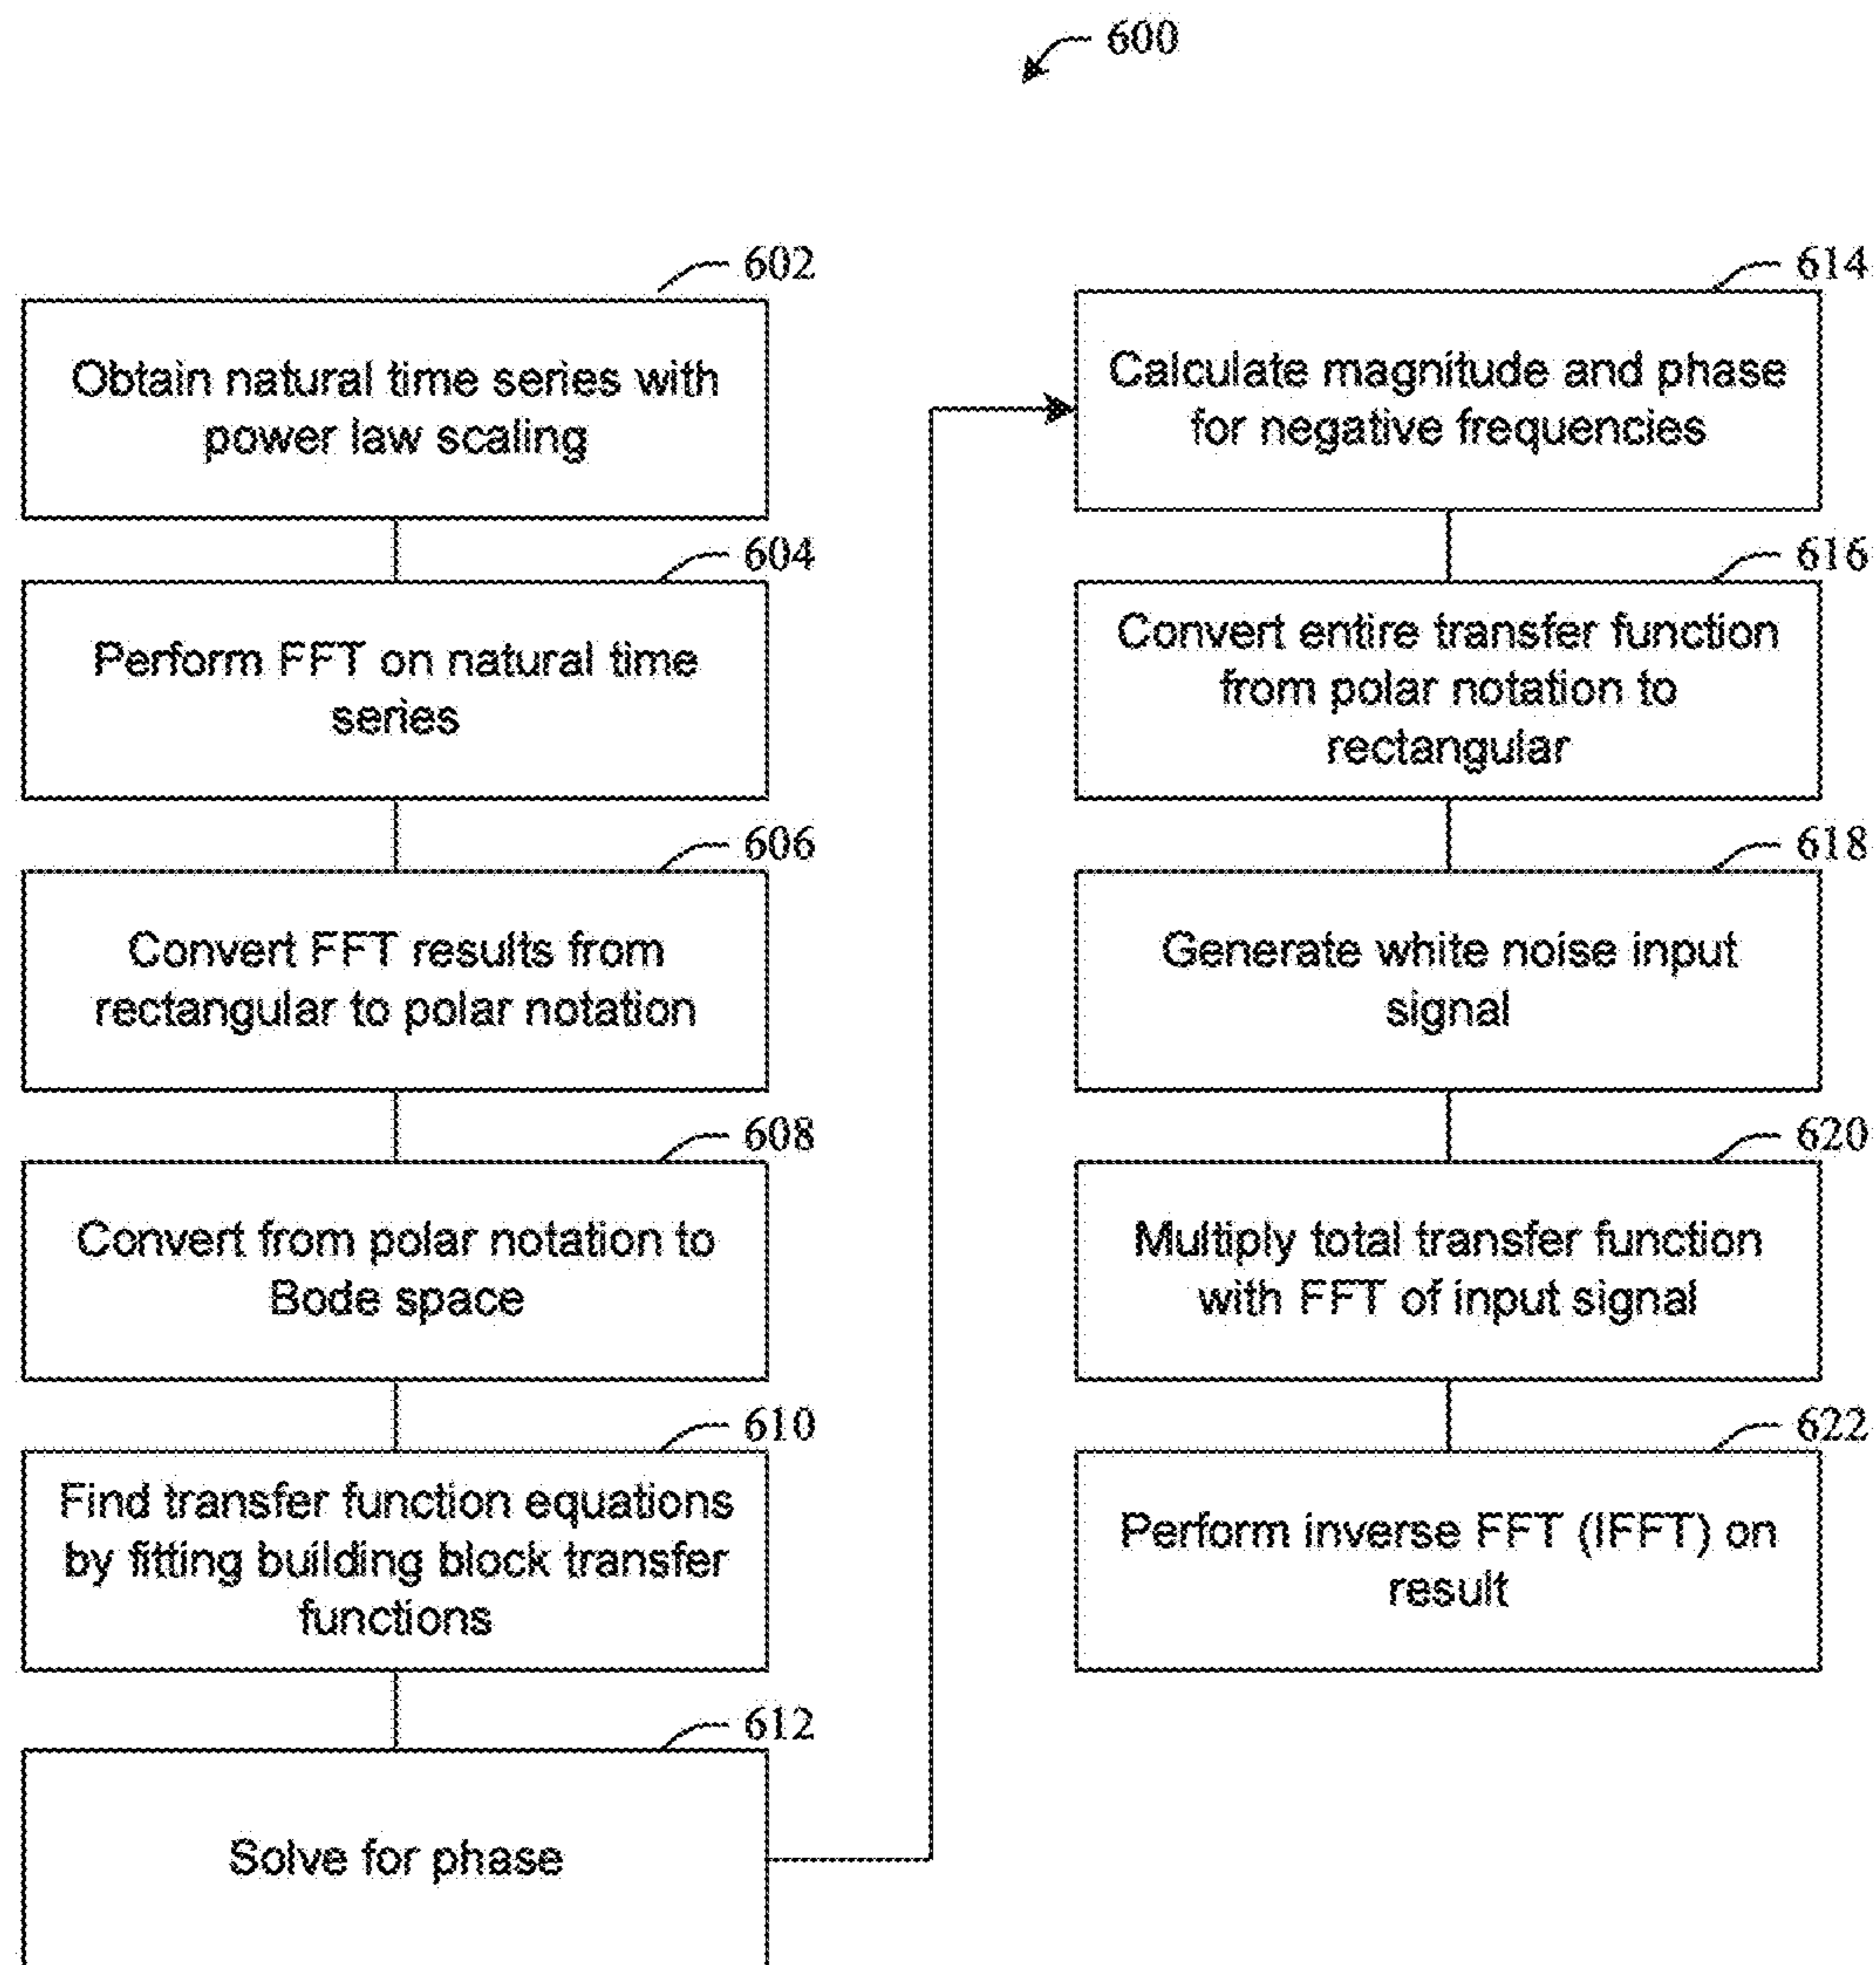 600
602
Obtain natural time series with
power law scaling
604
Perform FFT on natural time
series
606
Convert FFT results from
rectangular to polar notation
608
Convert from polar notation to
Bode space
610
Find transfer function equations
by fitting building block transfer
functions
612
Solve for phase
614
Calculate magnitude and phase
for negative frequencies
616
Convert entire transfer function
from polar notation to
rectangular
618
Generate white noise input
signal
620
Multiply total transfer function
with FFT of input signal
622
Perform inverse FFT (IFFT) on
result